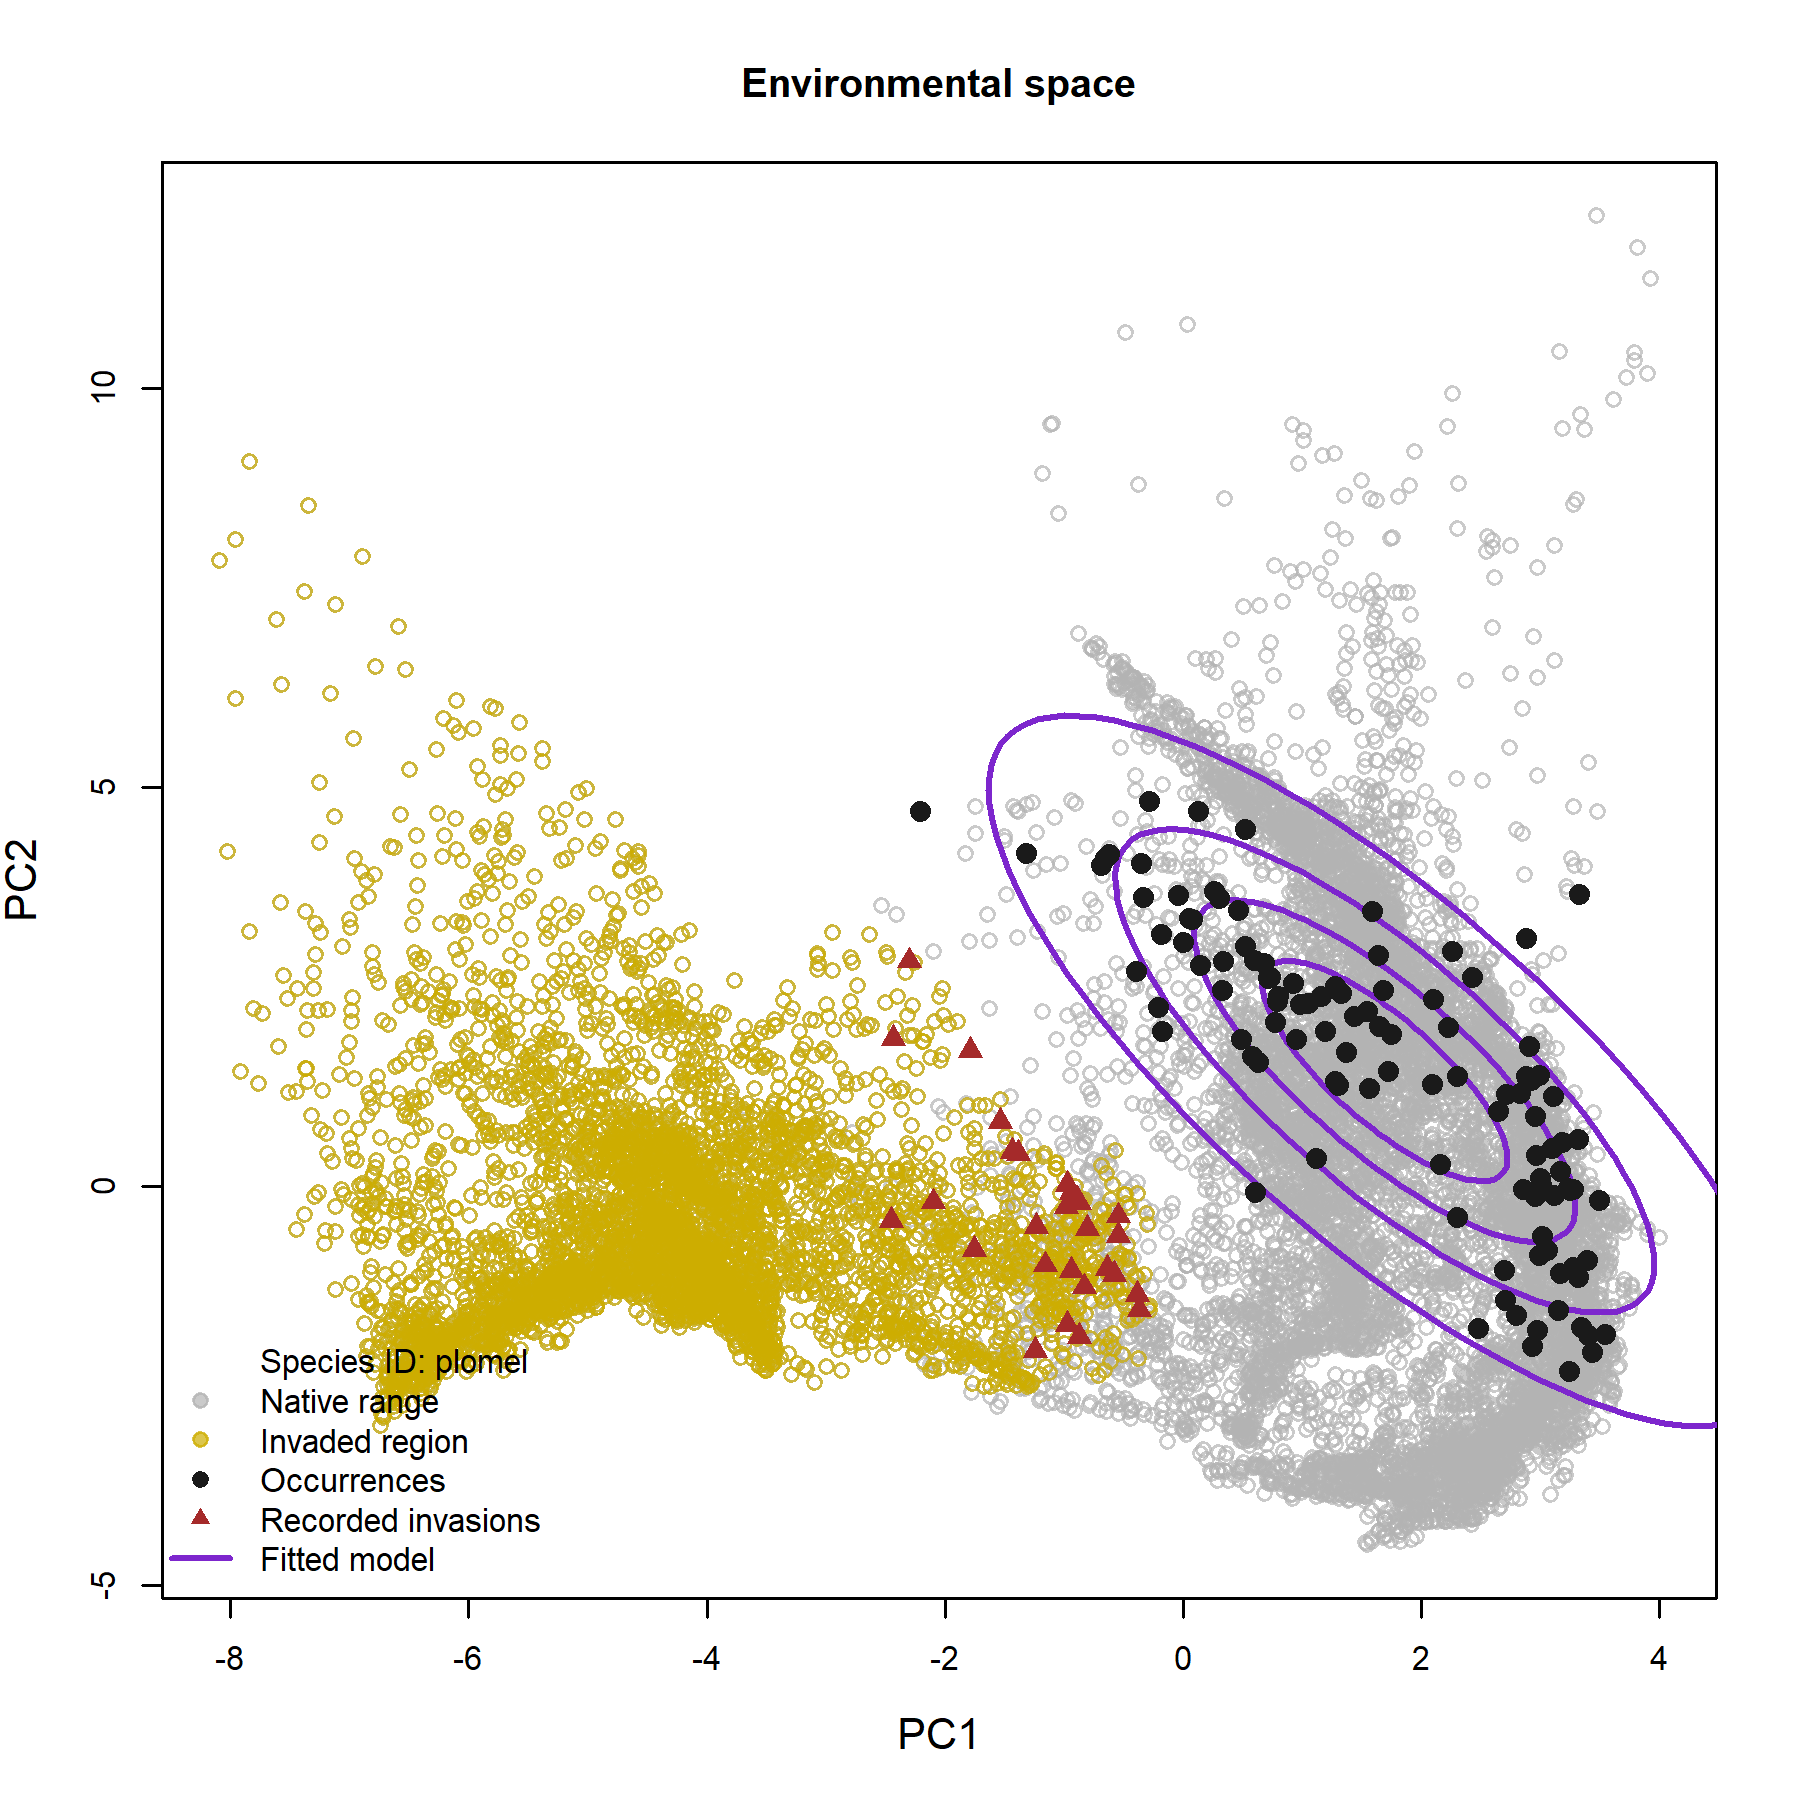 Environmental space
PC2
10
5
0
-5
Species ID: plomel
Native range
Invaded region
Occurrences
Recorded invasions
Fitted model
-8 -6 -4 -2 0 2 4
PC1